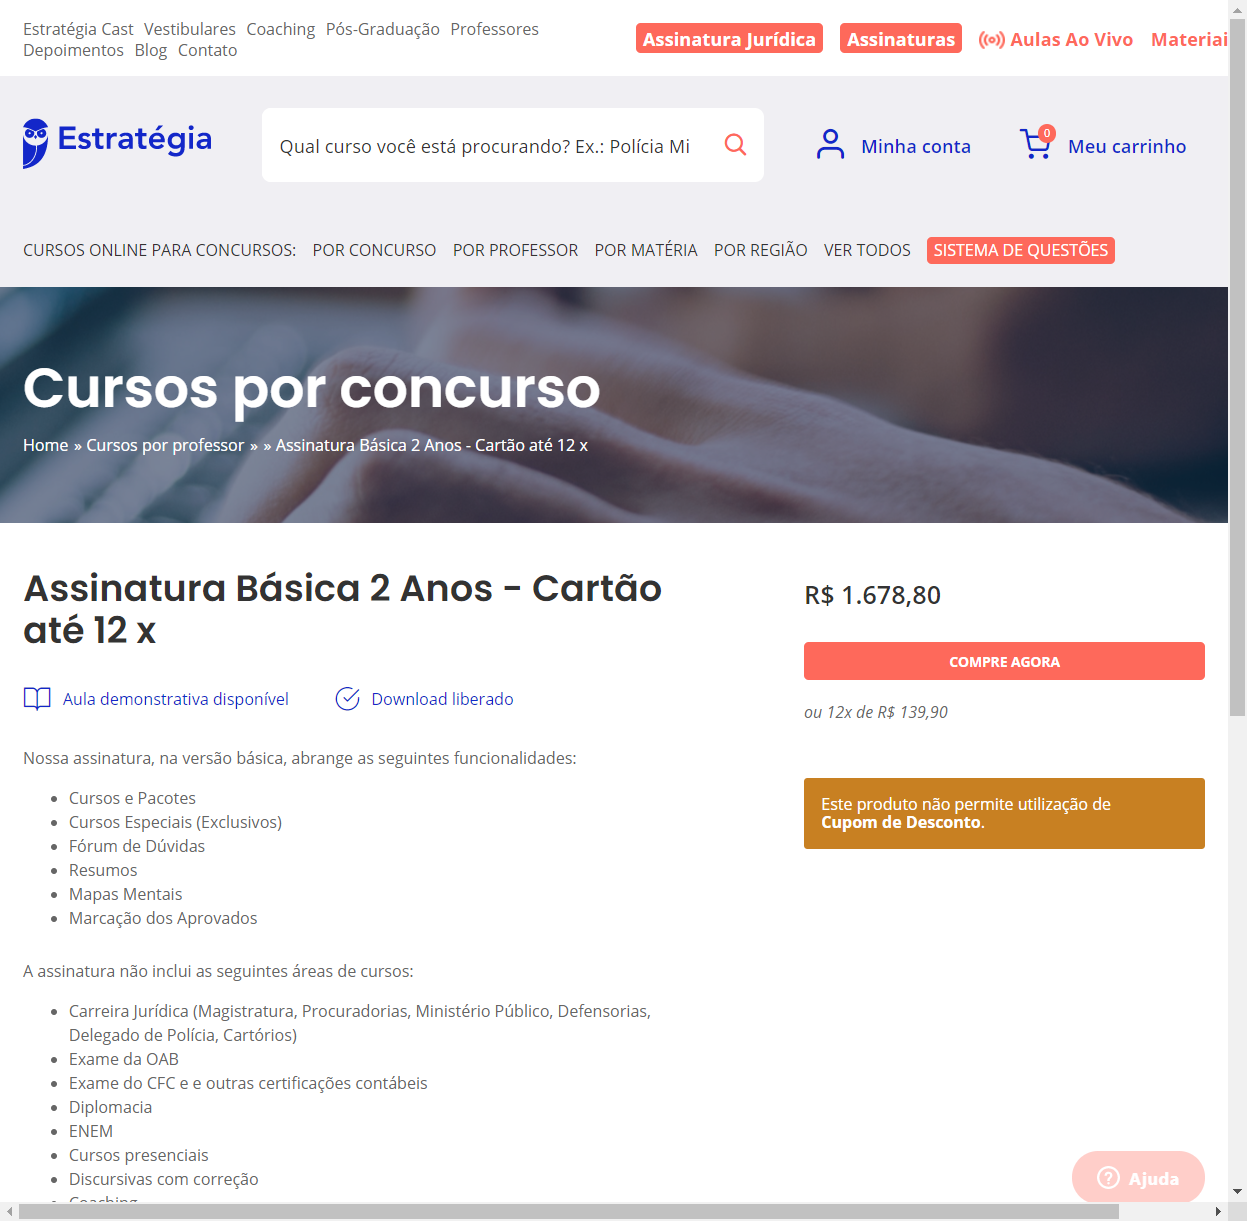 Estratégia Cast Vestibulares Coaching Pós-Graduação Professores
Depoimentos Blog Contato
Assinatura Jurídica Assinaturas Aulas Ao Vivo Materiai
Estratégia
Qual curso você está procurando? Ex.: Polícia Mi
Minha conta
0
Meu carrinho
CURSOS ONLINE PARA CONCURSOS: POR CONCURSO POR PROFESSOR POR MATÉRIA POR REGIÃO VER TODOS SISTEMA DE QUESTÕES
Cursos por concurso
Home » Cursos por professor » » Assinatura Básica 2 Anos - Cartão até 12 x
Assinatura Básica 2 Anos - Cartão
até 12 x
Aula demonstrativa disponível Download liberado
Nossa assinatura, na versão básica, abrange as seguintes funcionalidades:
Cursos e Pacotes
Cursos Especiais (Exclusivos)
Fórum de Dúvidas
Resumos
Mapas Mentais
Marcação dos Aprovados
A assinatura não inclui as seguintes áreas de cursos:
Carreira Jurídica (Magistratura, Procuradorias, Ministério Público, Defensorias,
Delegado de Polícia, Cartórios)
Exame da OAB
Exame do CFC e e outras certificações contábeis
Diplomacia
ENEM
Cursos presenciais
Discursivas com correção
Coaching
R$ 1.678,80
COMPRE AGORA
ou 12x de R$ 139,90
Este produto não permite utilização de
Cupom de Desconto.
Ajuda